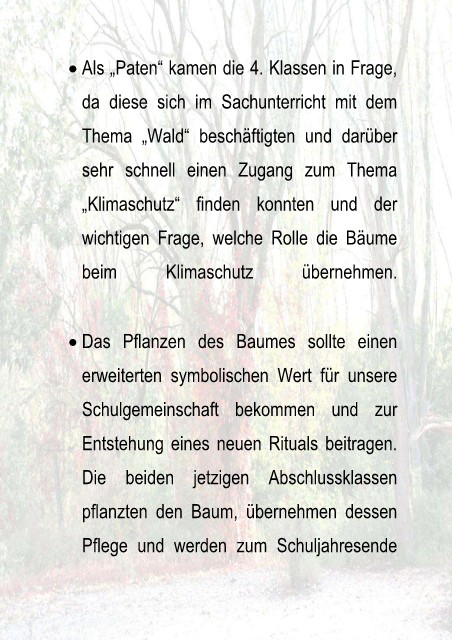 • Als „Paten“ kamen die 4. Klassen in Frage,
da diese sich im Sachunterricht mit dem
Thema „Wald“ beschäftigten und darüber
sehr schnell einen Zugang zum Thema
„Klimaschutz“ finden konnten und der
wichtigen Frage, welche Rolle die Bäume
beim Klimaschutz übernehmen.
• Das Pflanzen des Baumes sollte einen
erweiterten symbolischen Wert für unsere
Schulgemeinschaft bekommen und zur
Entstehung eines neuen Rituals beitragen.
Die beiden jetzigen Abschlussklassen
pflanzten den Baum, übernehmen dessen
Pflege und werden zum Schuljahresende